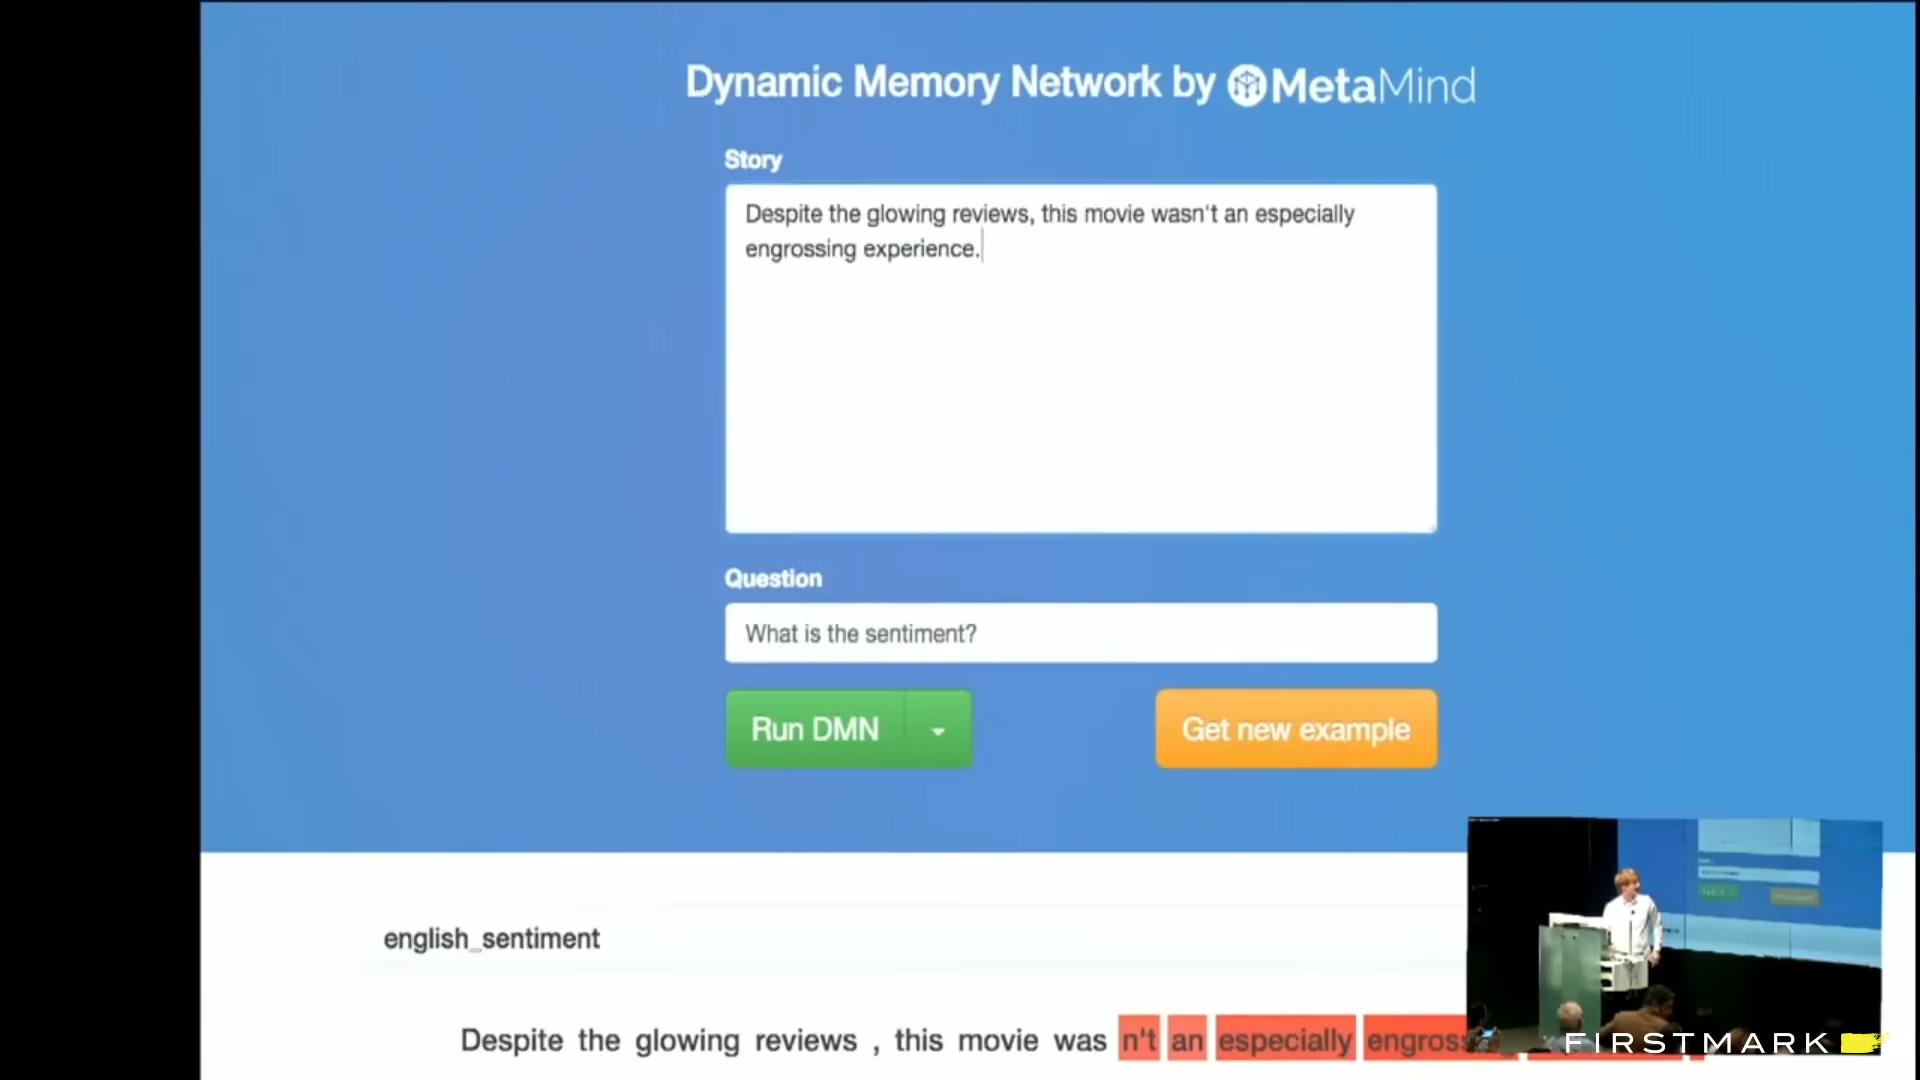 Dynamic Memory Network by MetaMind
Story
Despite the glowing reviews, this movie wasn't an especially
engrossing experience.
Question
What is the sentiment?
Run DMN
Get new example
english_sentiment
Despite the glowing reviews , this movie was n't an especially
FIRSTMARK